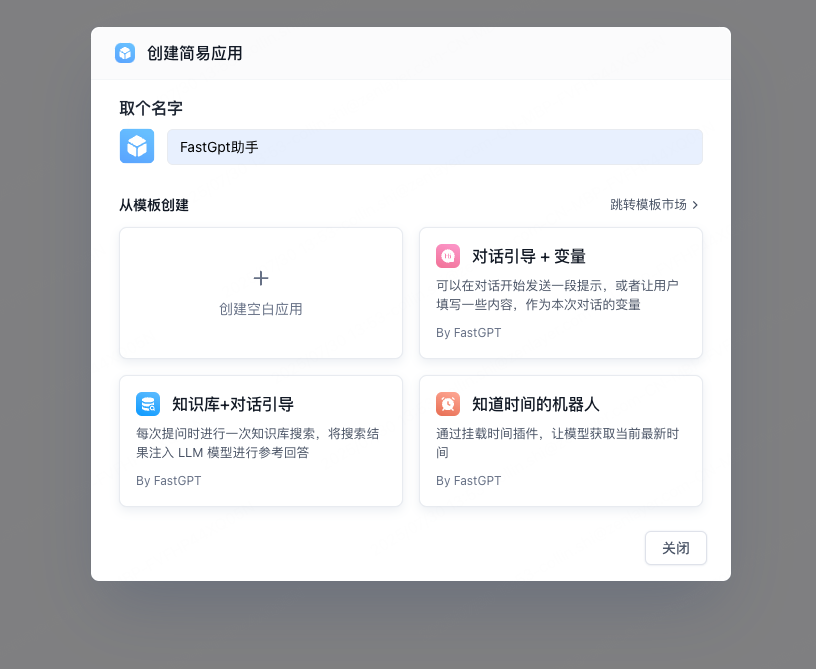 创建简易应用
取个名字
FastGpt助手
从模板创建
跳转模板市场
创建空白应用
对话引导 + 变量
可以在对话开始发送一段提示，或者让用户
填写一些内容，作为本次对话的变量
By FastGPT
知识库+对话引导
每次提问时进行一次知识库搜索，将搜索结
果注入 LLM 模型进行参考回答
By FastGPT
知道时间的机器人
通过挂载时间插件，让模型获取当前最新时
间
By FastGPT
关闭